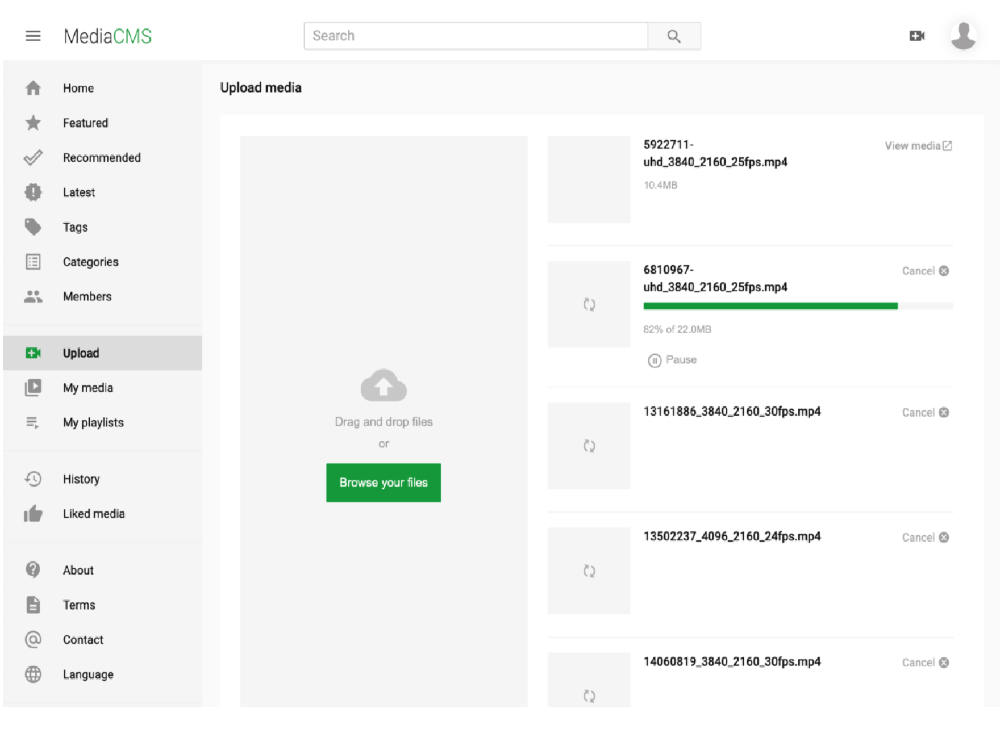 MediaCMS
Search
Home
Featured
Recommended
Latest
Tags
Categories
Members
Upload
My media
My playlists
History
Liked media
About
Terms
Contact
Language
Upload media
Drag and drop files
or
Browse your files
5922711-
uhd_3840_2160_25fps.mp4
View media
10.4MB
6810967-
uhd_3840_2160_25fps.mp4
Cancel
82% of 22.0MB
Pause
13161886_3840_2160_30fps.mp4
Cancel
13502237_4096_2160_24fps.mp4
Cancel
14060819_3840_2160_30fps.mp4
Cancel